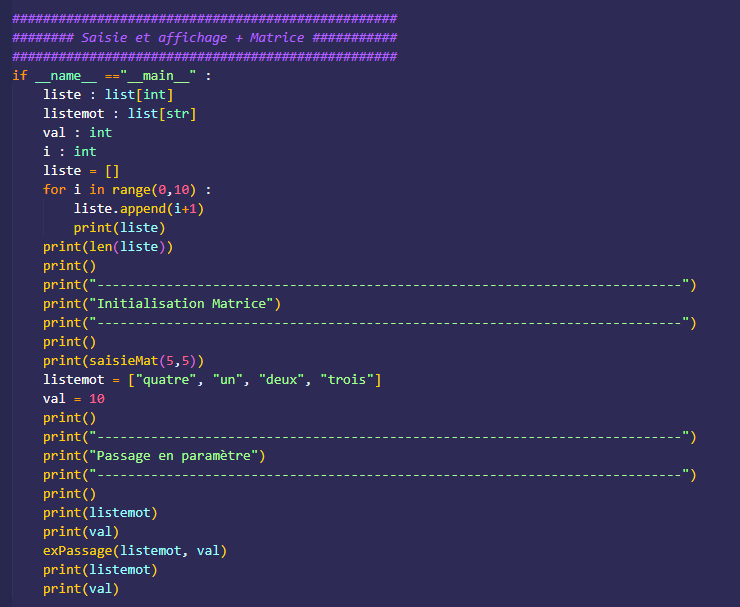 ##################################################
######## Saisie et affichage + Matrice ###########
##################################################
if __name__ =="__main__" :
    liste : list[int]
    listemot : list[str]
    val : int
    i : int
    liste = []
    for i in range(0,10) :
        liste.append(i+1)
        print(liste)
    print(len(liste))
    print()
    print("----------------------------------------------------------------------------")
    print("Initialisation Matrice")
    print("----------------------------------------------------------------------------")
    print()
    print(saisieMat(5,5))
    listemot = ["quatre", "un", "deux", "trois"]
    val = 10
    print()
    print("----------------------------------------------------------------------------")
    print("Passage en paramètre")
    print("----------------------------------------------------------------------------")
    print()
    print(listemot)
    print(val)
    exPassage(listemot, val)
    print(listemot)
    print(val)